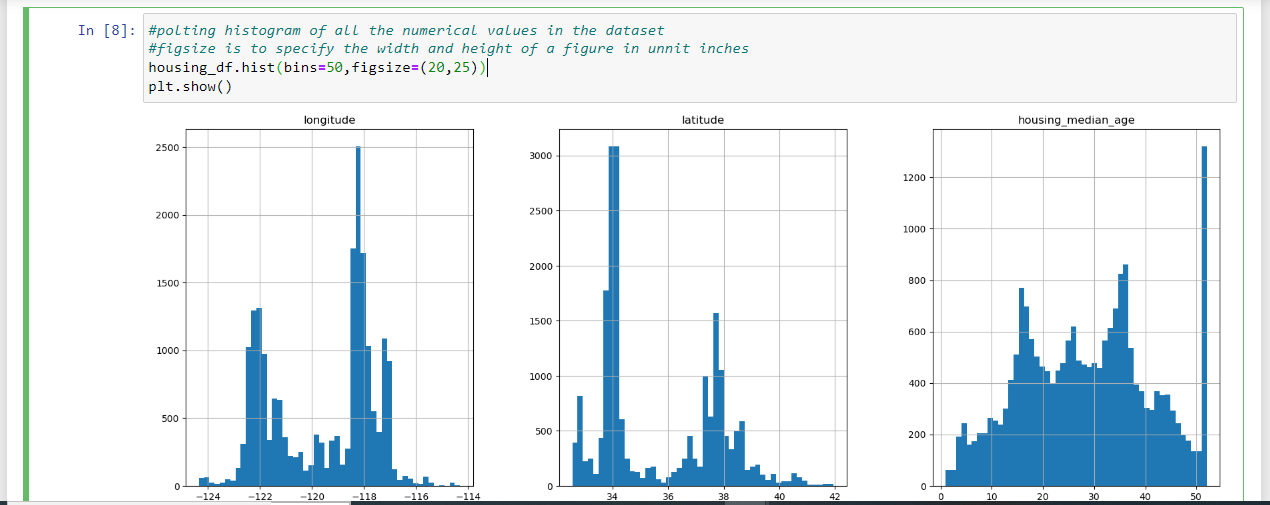 In [8]: #polting histogram of all the numerical values in the dataset
#figsize is to specify the width and height of a figure in unnit inches
housing_df.hist(bins=50,figsize=(20,25))
plt.show()
longitude
2500
2000
1500
1000
500
0
−124 −122 −120 −118 −116 −114
latitude
3000
2500
2000
1500
1000
500
0
34 36 38 40 42
housing_median_age
1200
1000
800
600
400
200
0
0 10 20 30 40 50